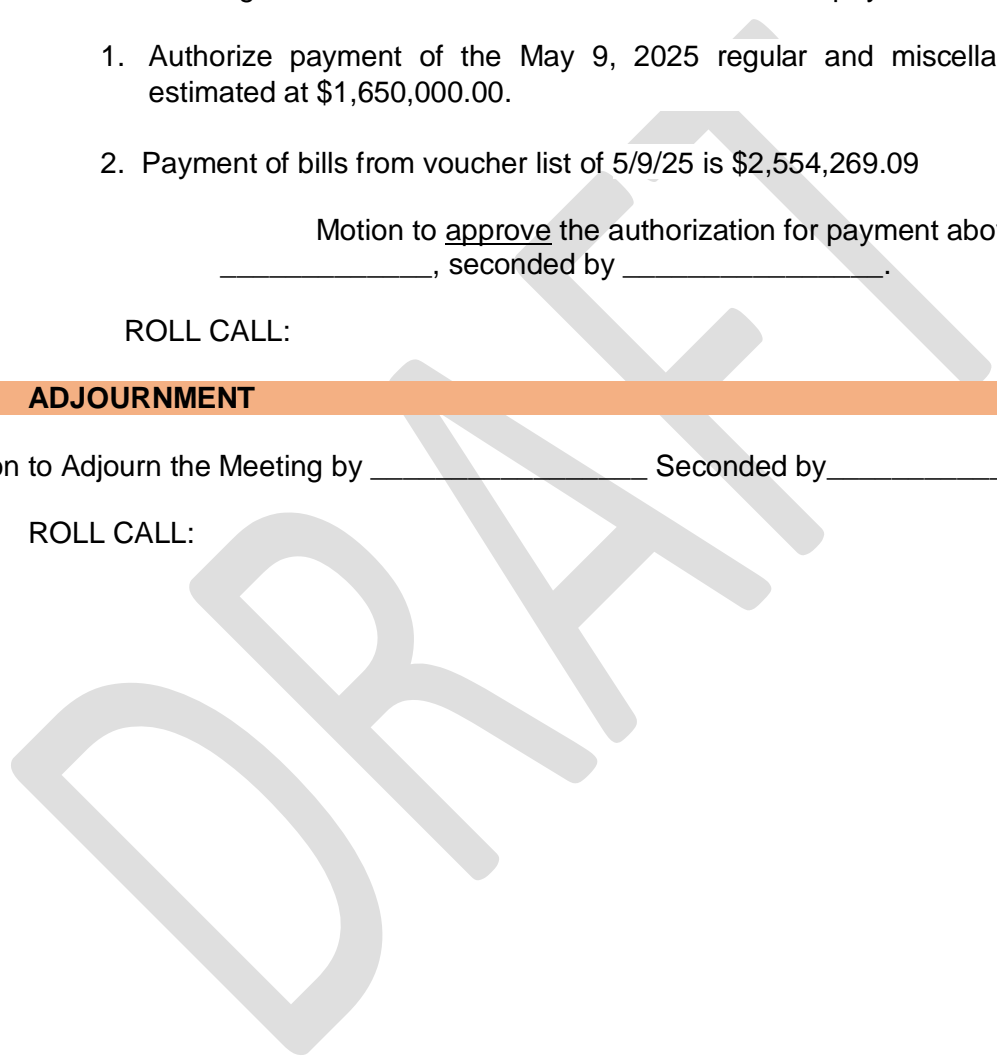 1. Authorize payment of the May 9, 2025 regular and
estimated at $1,650,000.00.
2. Payment of bills from voucher list of 5/9/25 is $2,554,269.09
Motion to approve the authorization for payment
_____________, seconded by ________________.
ROLL CALL:
ADJOURNMENT
to Adjourn the Meeting by _________________ Seconded by___________
ROLL CALL:
DRAFT